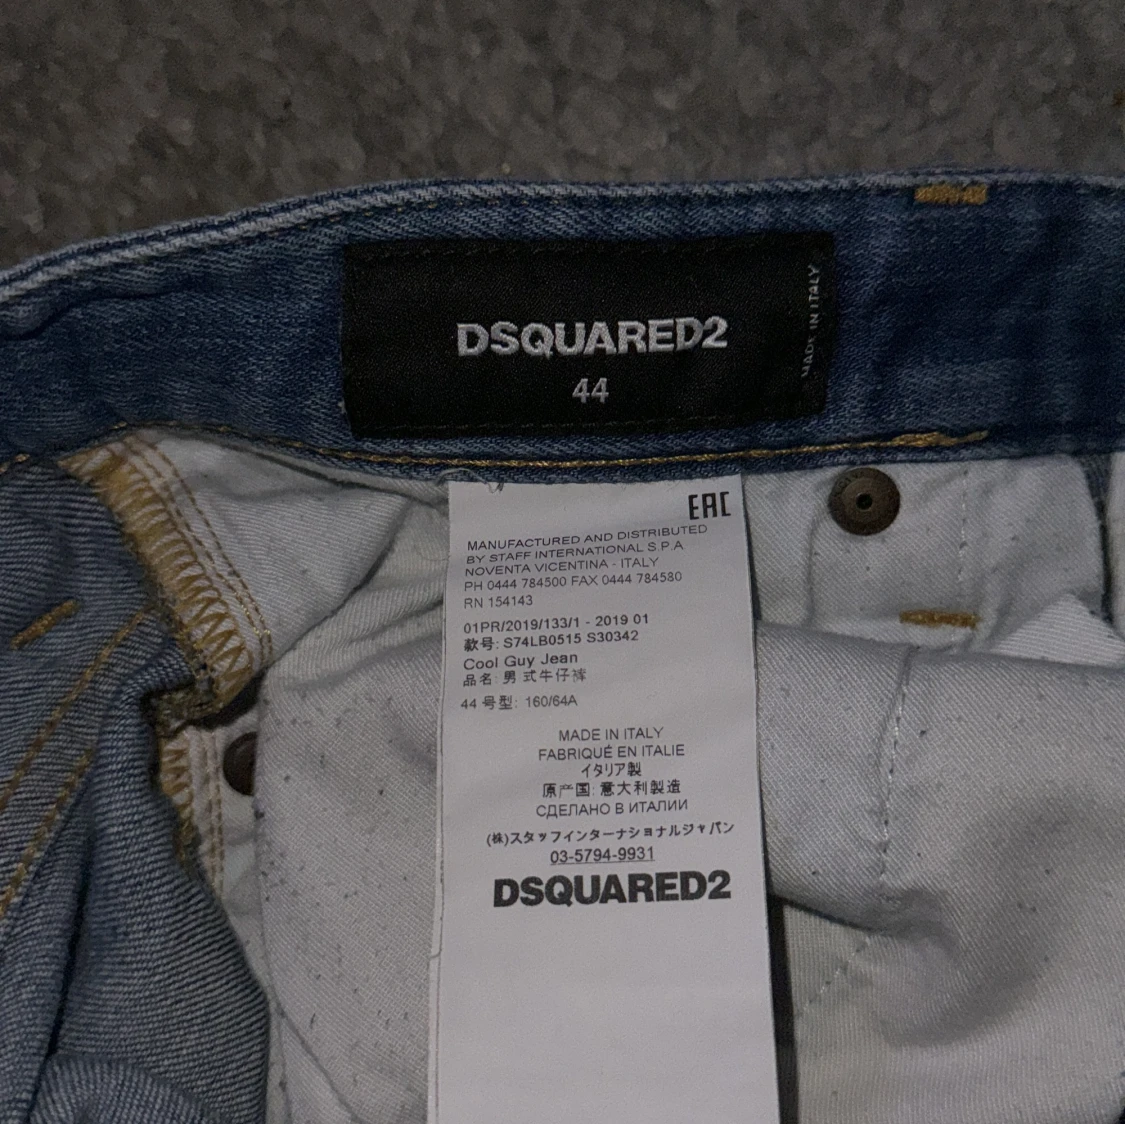 DSQUARED2
44
MADE IN ITALY
EAC
MANUFACTURED AND DISTRIBUTED
BY STAFF INTERNATIONAL S.P.A
NOVENTA VICENTINA - ITALY
PH 0444 784500 FAX 0444 784580
RN 154143
01PR/2019/133/1 - 2019 01
款号: S74LB0515 S30342
Cool Guy Jean
品名: 男 式牛仔裤
44 号型: 160/64A
MADE IN ITALY
FABRIQUÉ EN ITALIE
イタリア製
原产国: 意大利製造
СДЕЛАНО В ИТАЛИИ
(株)スタッフインターナショナルジャパン
03-5794-9931
DSQUARED2